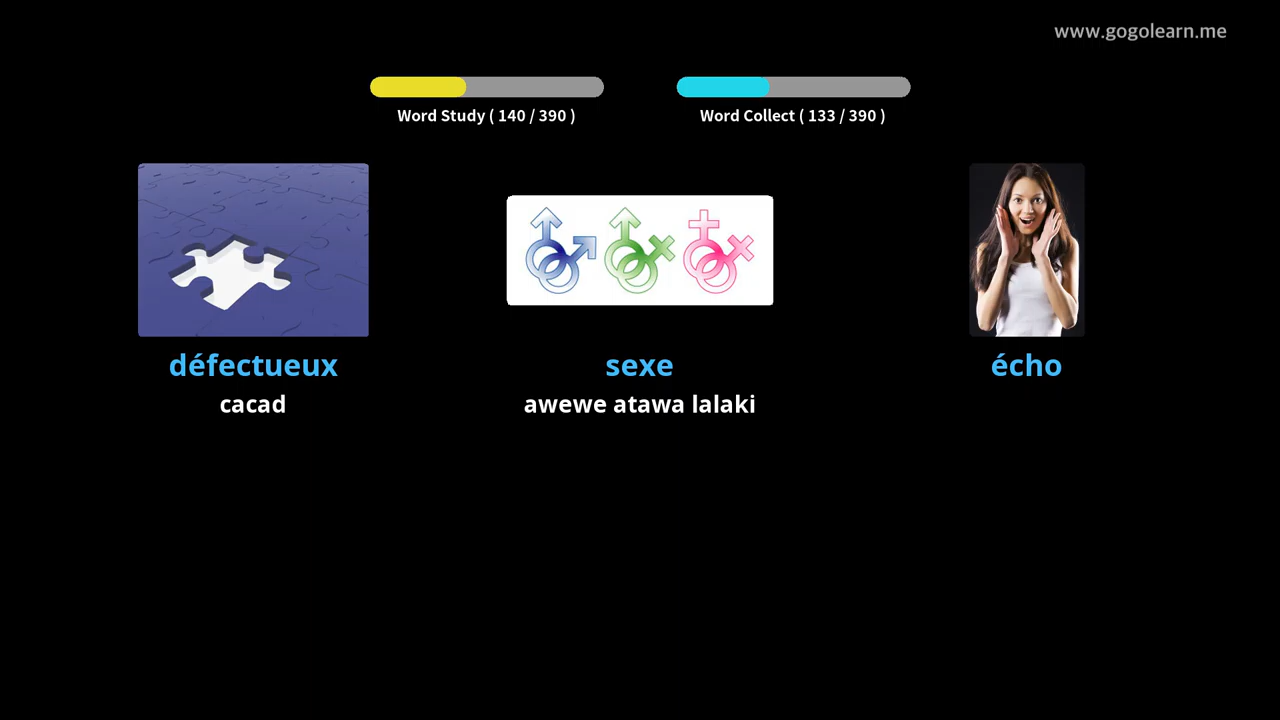 www.gogolearn.me
Word Study ( 140 / 390 )
Word Collect ( 133 / 390 )
défectueux
sexe
écho
cacad
awewe atawa lalaki